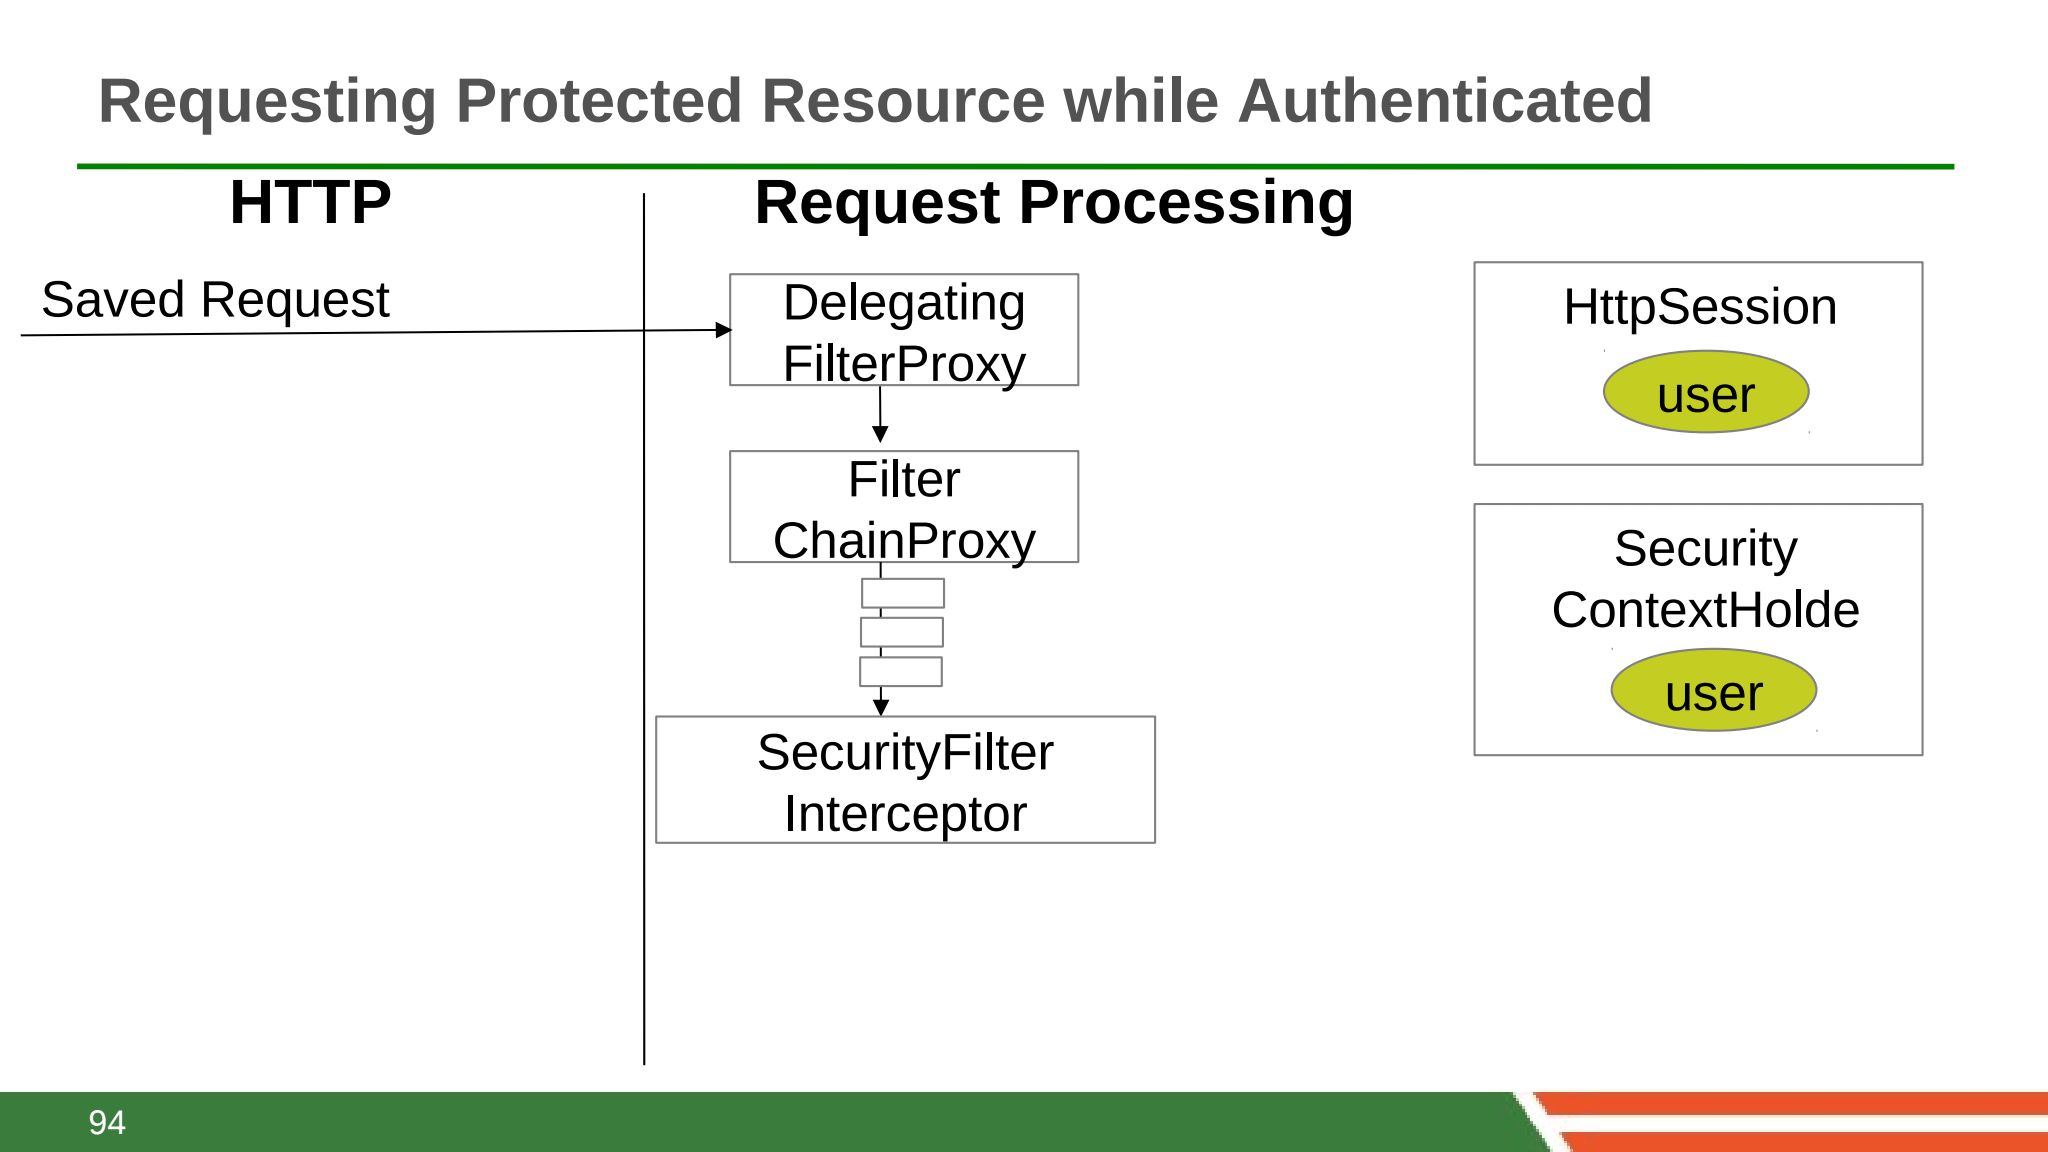 Requesting Protected Resource while Authenticated
HTTP
Request Processing
Saved Request
Delegating
FilterProxy
Filter
ChainProxy
SecurityFilter
Interceptor
HttpSession
user
Security
ContextHolde
user
94